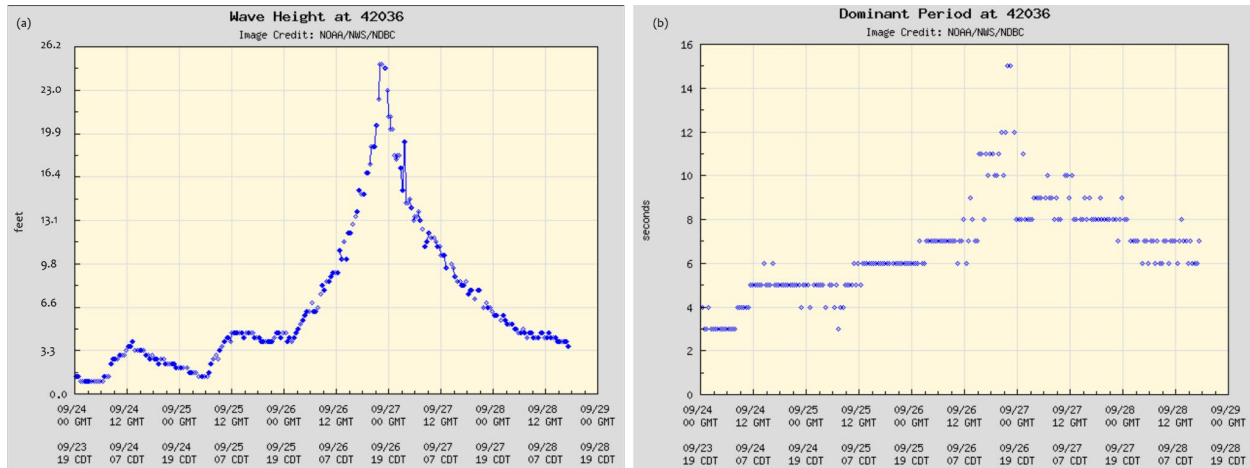 (a)
Wave Height at 42036
Image Credit: NOAA/NWS/NDBC
26.2
23.0
19.9
16.4
13.1
9.8
6.6
3.3
0.0
feet
09/24 09/24 09/25 09/25 09/26 09/26 09/27 09/27 09/28 09/28 09/29
00 GMT 12 GMT 00 GMT 12 GMT 00 GMT 12 GMT 00 GMT 12 GMT 00 GMT 12 GMT 00 GMT
09/23 09/24 09/24 09/25 09/25 09/26 09/26 09/27 09/27 09/28 09/28
19 CDT 07 CDT 19 CDT 07 CDT 19 CDT 07 CDT 19 CDT 07 CDT 19 CDT 07 CDT 19 CDT
(b)
Dominant Period at 42036
Image Credit: NOAA/NWS/NDBC
16
14
12
10
8
6
4
2
0
seconds
09/24 09/24 09/25 09/25 09/26 09/26 09/27 09/27 09/28 09/28 09/29
00 GMT 12 GMT 00 GMT 12 GMT 00 GMT 12 GMT 00 GMT 12 GMT 00 GMT 12 GMT 00 GMT
09/23 09/24 09/24 09/25 09/25 09/26 09/26 09/27 09/27 09/28 09/28
19 CDT 07 CDT 19 CDT 07 CDT 19 CDT 07 CDT 19 CDT 07 CDT 19 CDT 07 CDT 19 CDT